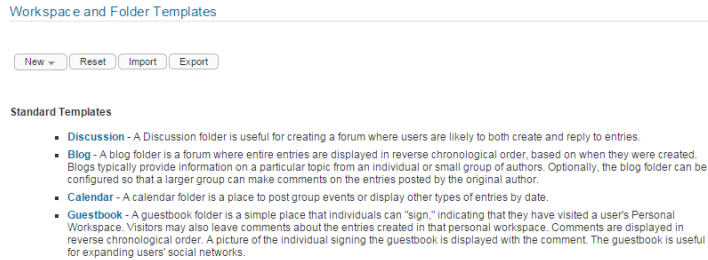 Workspace and Folder Templates
New
Reset
Import
Export
Standard Templates
Discussion - A Discussion folder is useful for creating a forum where users are likely to both create and reply to entries.
Blog - A blog folder is a forum where entire entries are displayed in reverse chronological order, based on when they were created.
Blogs typically provide information on a particular topic from an individual or small group of authors. Optionally, the blog folder can be
configured so that a larger group can make comments on the entries posted by the original author.
Calendar - A calendar folder is a place to post group events or display other types of entries by date.
Guestbook - A guestbook folder is a simple place that individuals can "sign," indicating that they have visited a user's Personal
Workspace. Visitors may also leave comments about the entries created in that personal workspace. Comments are displayed in
reverse chronological order. A picture of the individual signing the guestbook is displayed with the comment. The guestbook is useful
for expanding users' social networks.